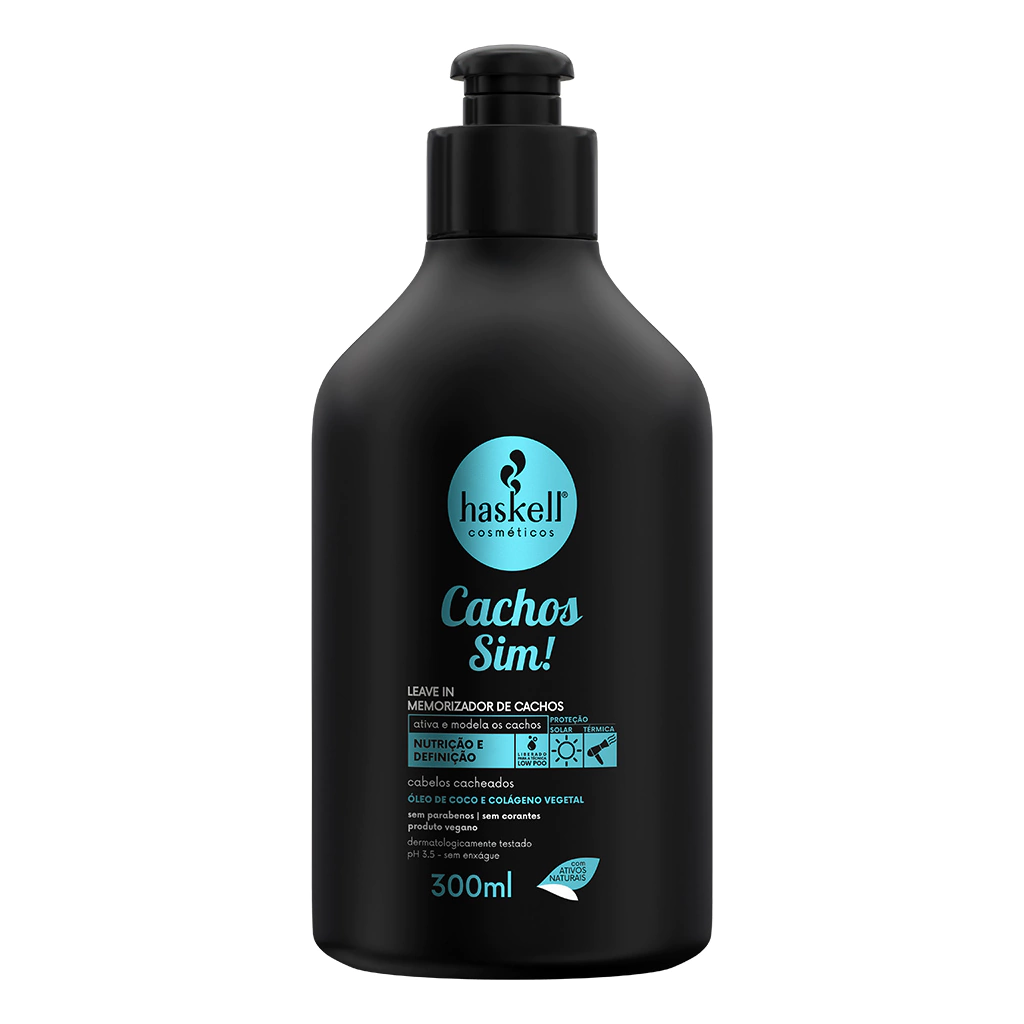 haskell®
cosméticos
Cachos
Sim!
LEAVE IN
MEMORIZADOR DE CACHOS
ativa e modela os cachos
PROTEÇÃO
SOLAR TÉRMICA
NUTRIÇÃO E
DEFINIÇÃO
LIBERADO
PARA A TÉCNICA
LOW POO
cabelos cacheados
ÓLEO DE COCO E COLÁGENO VEGETAL
sem parabenos | sem corantes
produto vegano
dermatologicamente testado
pH 3.5 - sem enxágue
300ml
com
ATIVOS
NATURAIS